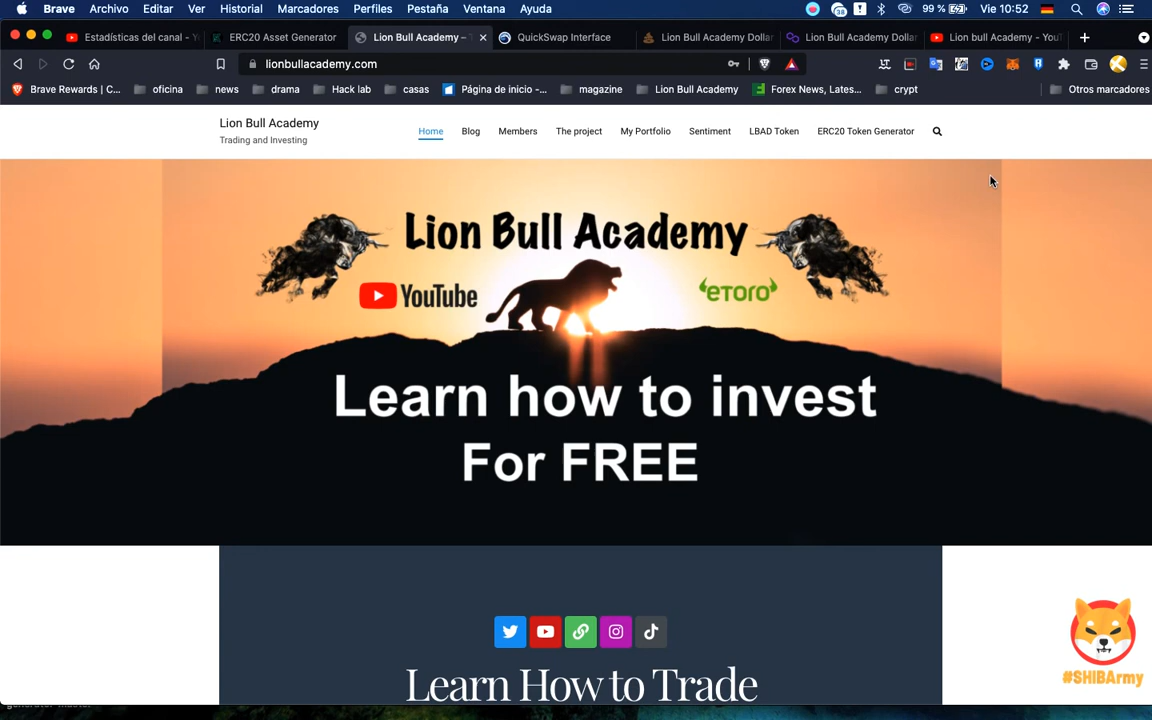 Brave Archivo Editar Ver Historial Marcadores Perfiles Pestaña Ventana Ayuda 38 99 % Vie 10:52
Estadísticas del canal - Y ERC20 Asset Generator Lion Bull Academy – QuickSwap Interface Lion Bull Academy Dollar Lion Bull Academy Dollar Lion bull academy - YouT
lionbullacademy.com
Brave Rewards | C... oficina news drama Hack lab casas Página de inicio -... magazine Lion Bull Academy Forex News, Lates... crypt Otros marcadores
Lion Bull Academy
Trading and Investing
Home Blog Members The project My Portfolio Sentiment LBAD Token ERC20 Token Generator
Lion Bull Academy
YouTube eTORO
Learn how to invest
For FREE
Learn How to Trade
#SHIBArmy